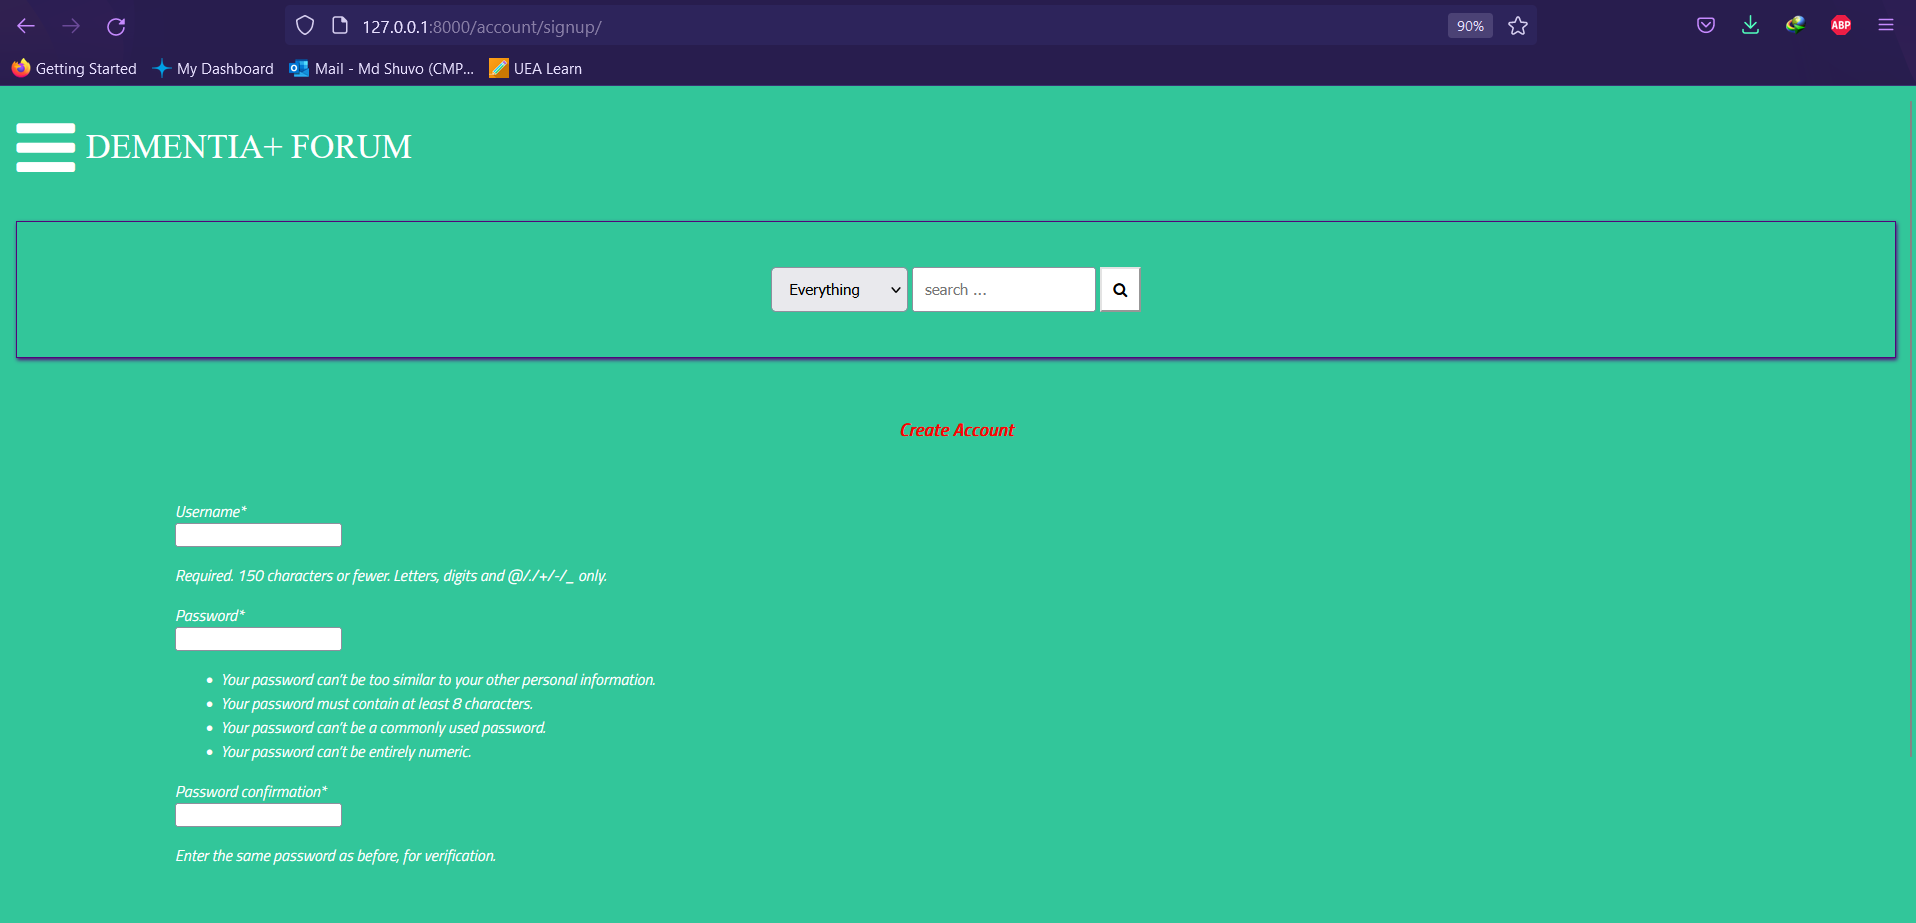 127.0.0.1:8000/account/signup/
90%
ABP
Getting Started
My Dashboard
Mail - Md Shuvo (CMP...
UEA Learn
DEMENTIA+ FORUM
Everything
search ...
Create Account
Username*
Required. 150 characters or fewer. Letters, digits and @/./+/-/_ only.
Password*
• Your password can't be too similar to your other personal information.
• Your password must contain at least 8 characters.
• Your password can't be a commonly used password.
• Your password can't be entirely numeric.
Password confirmation*
Enter the same password as before, for verification.